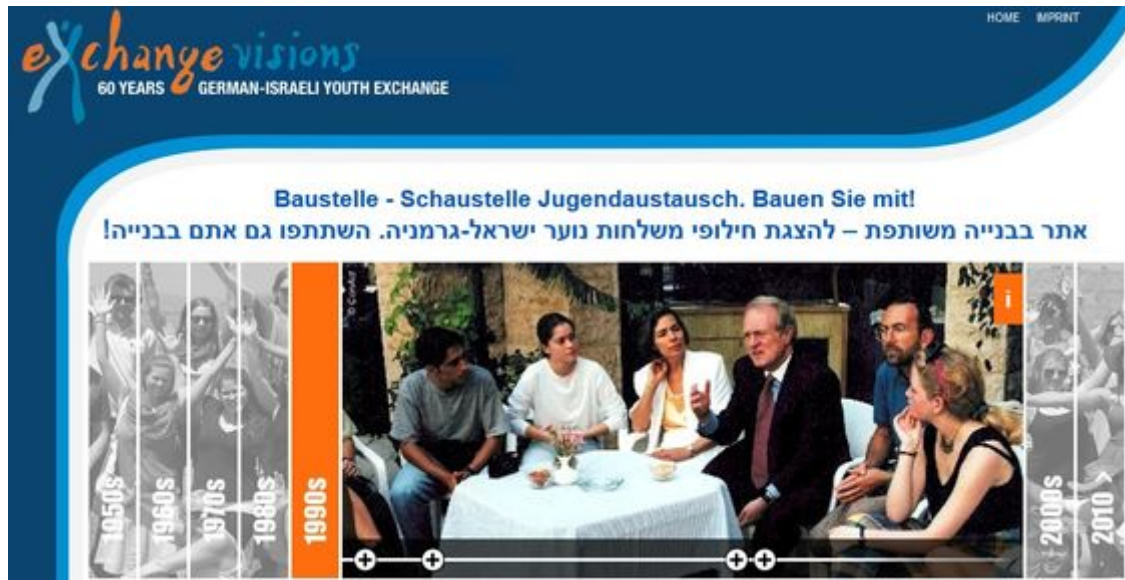 HOME IMPRINT
exchange visions
60 YEARS GERMAN-ISRAELI YOUTH EXCHANGE
Baustelle - Schaustelle Jugendaustausch. Bauen Sie mit!
אתר בבנייה משותפת – להצגת חילופי משלחות נוער ישראל-גרמניה. השתתפו גם אתם בבנייה!
© ConAct
i
1950s
1960s
1970s
1980s
1990s
2000s
2010 >